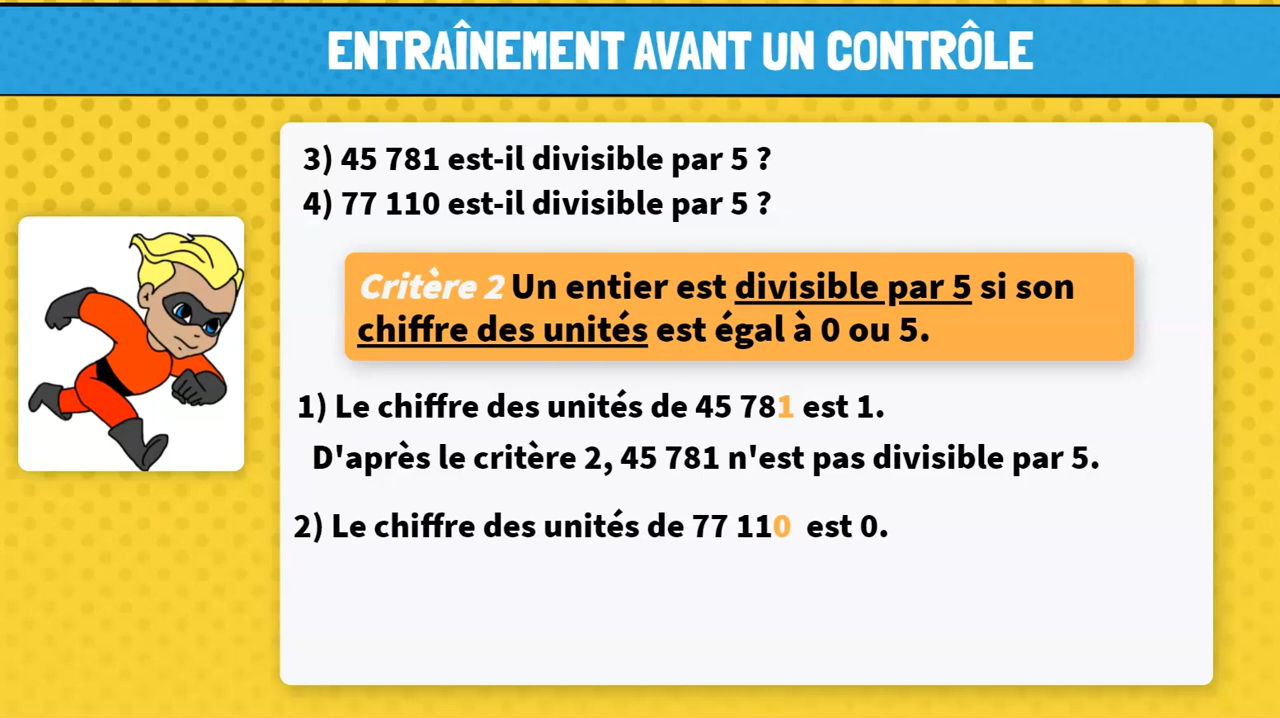 ENTRAÎNEMENT AVANT UN CONTRÔLE
3) 45 781 est-il divisible par 5 ?
4) 77 110 est-il divisible par 5 ?
Critère 2 Un entier est divisible par 5 si son
chiffre des unités est égal à 0 ou 5.
1) Le chiffre des unités de 45 781 est 1.
D'après le critère 2, 45 781 n'est pas divisible par 5.
2) Le chiffre des unités de 77 110 est 0.